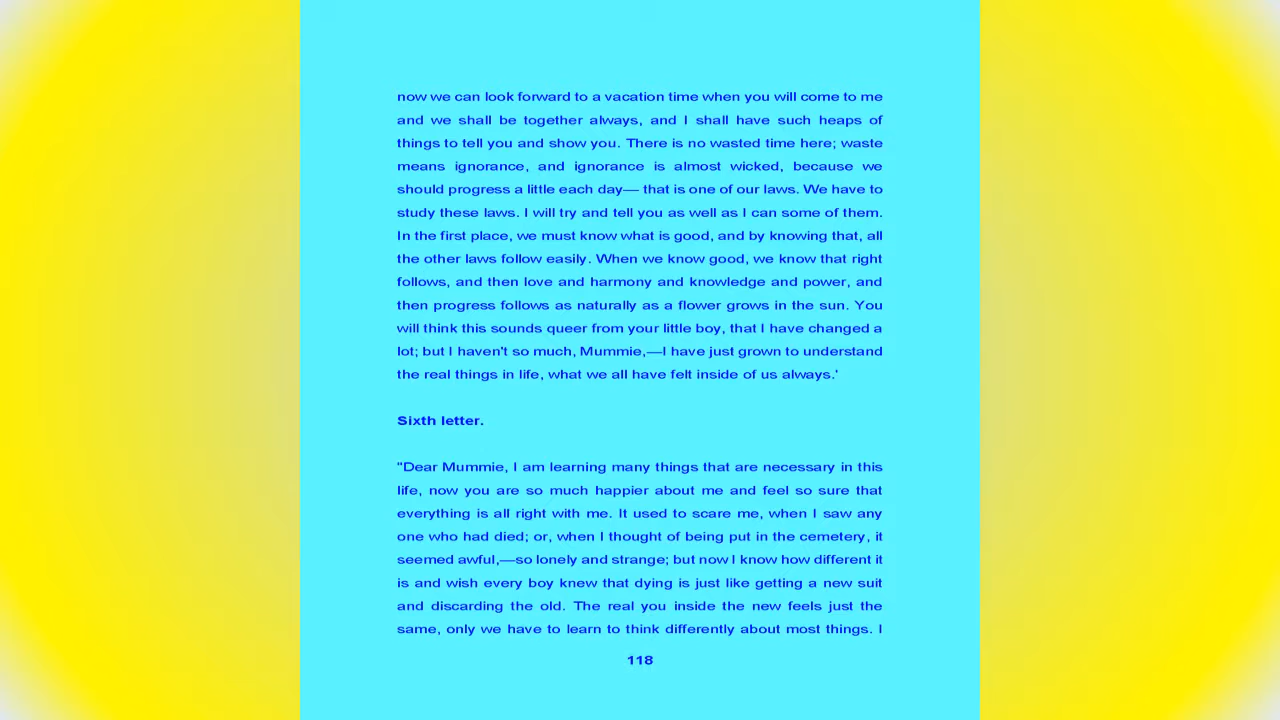 now we can look forward to a vacation time when you will come to me
and we shall be together always, and I shall have such heaps of
things to tell you and show you. There is no wasted time here; waste
means ignorance, and ignorance is almost wicked, because we
should progress a little each day— that is one of our laws. We have to
study these laws. I will try and tell you as well as I can some of them.
In the first place, we must know what is good, and by knowing that, all
the other laws follow easily. When we know good, we know that right
follows, and then love and harmony and knowledge and power, and
then progress follows as naturally as a flower grows in the sun. You
will think this sounds queer from your little boy, that I have changed a
lot; but I haven't so much, Mummie,—I have just grown to understand
the real things in life, what we all have felt inside of us always.'
Sixth letter.
"Dear Mummie, I am learning many things that are necessary in this
life, now you are so much happier about me and feel so sure that
everything is all right with me. It used to scare me, when I saw any
one who had died; or, when I thought of being put in the cemetery, it
seemed awful,—so lonely and strange; but now I know how different it
is and wish every boy knew that dying is just like getting a new suit
and discarding the old. The real you inside the new feels just the
same, only we have to learn to think differently about most things. I
118